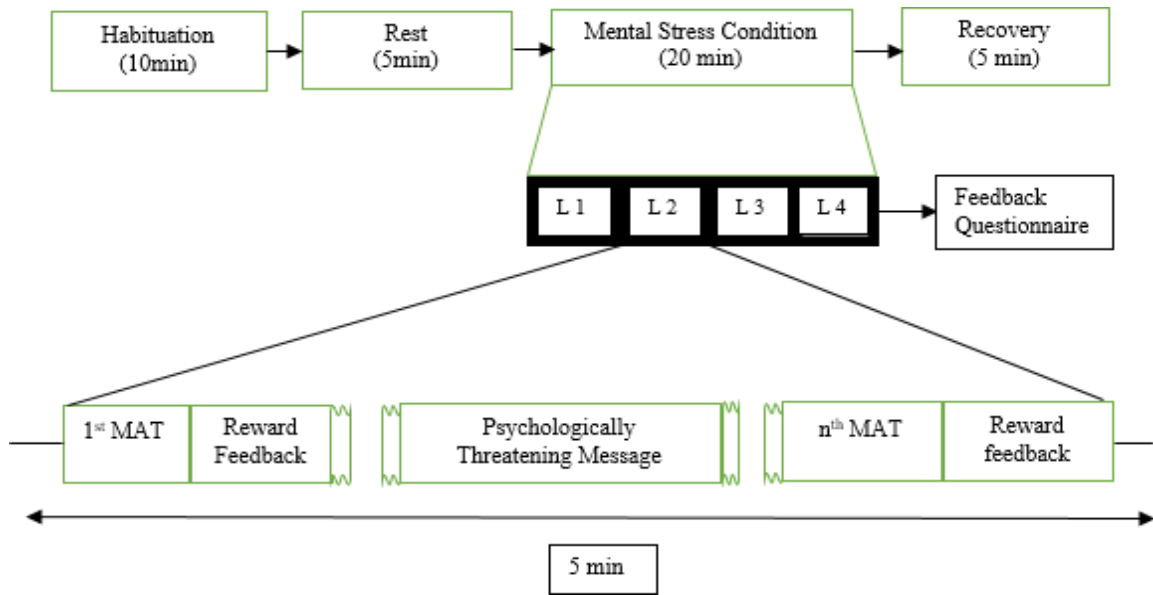 Habituation
(10min)
Rest
(5min)
Mental Stress Condition
(20 min)
Recovery
(5 min)
L 1
L 2
L 3
L 4
Feedback
Questionnaire
1st MAT
Reward
Feedback
Psychologically
Threatening Message
nth MAT
Reward
feedback
5 min